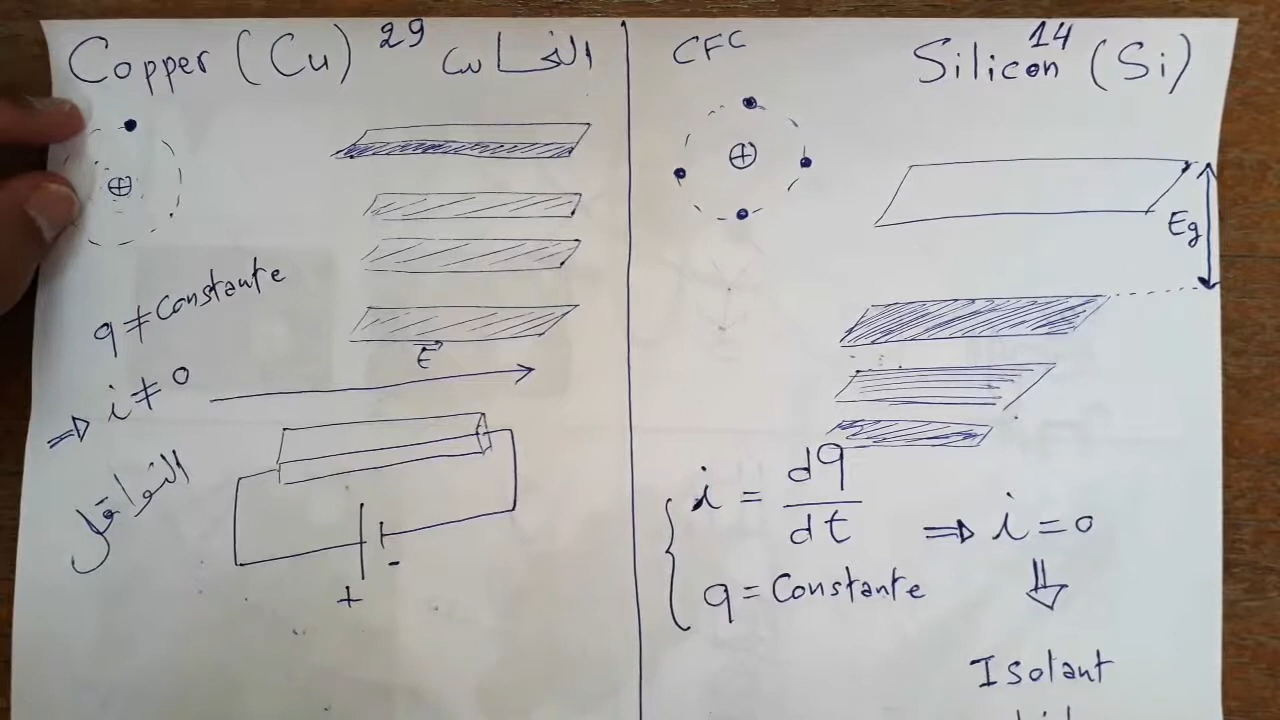 Copper (Cu) 29 النحاس
q ≠ Constante
⇒ i ≠ 0
النواقل
E
+
-
CFC
Silicon 14 (Si)
Eg
i = dq/dt ⇒ i = 0
q = Constante
Isolant